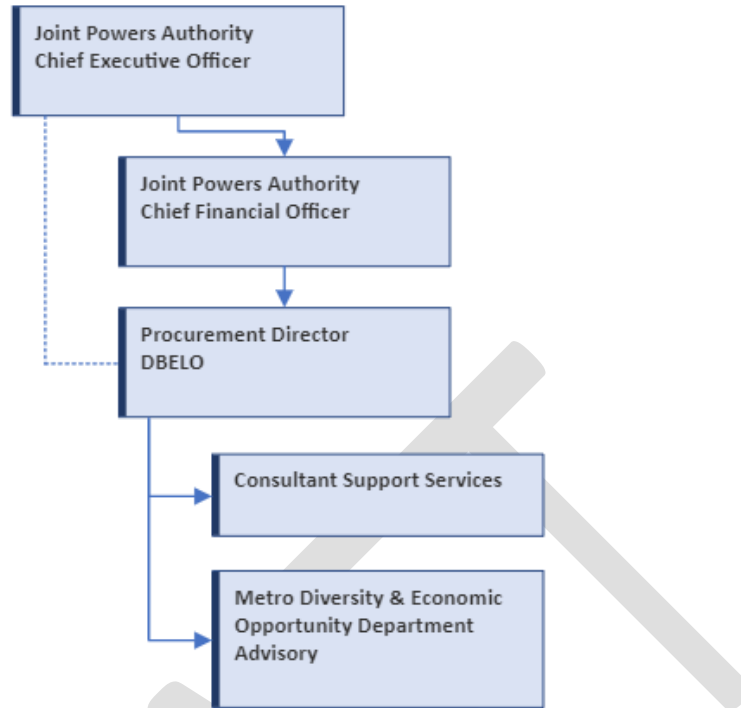 Joint Powers Authority
Chief Executive Officer
Joint Powers Authority
Chief Financial Officer
Procurement Director
DBELO
Consultant Support Services
Metro Diversity & Economic
Opportunity Department
Advisory